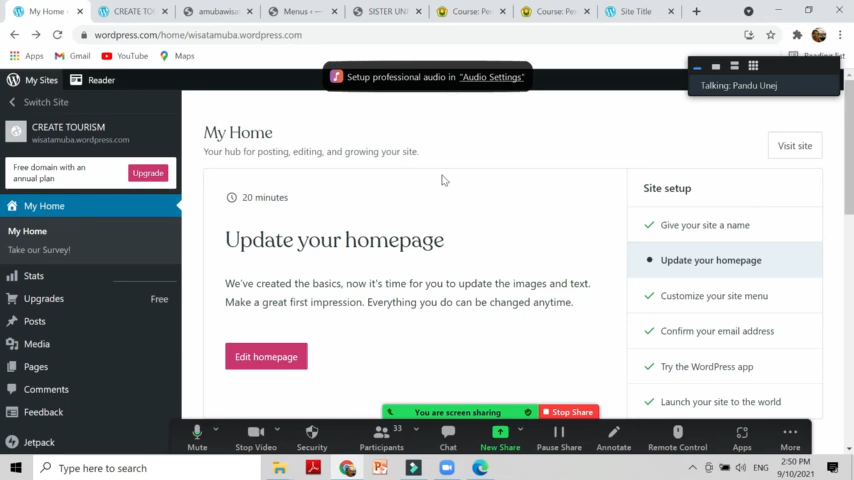 My Home
CREATE TO
amubawisa
Menus ‹
SISTER UN
Course: Pe
Course: Pe
Site Title
wordpress.com/home/wisatamuba.wordpress.com
Apps
Gmail
YouTube
Maps
Reading list
My Sites
Reader
Setup professional audio in "Audio Settings"
Talking: Pandu Unej
Switch Site
CREATE TOURISM
wisatamuba.wordpress.com
Free domain with an
annual plan
Upgrade
My Home
My Home
Take our Survey!
Stats
Upgrades
Free
Posts
Media
Pages
Comments
Feedback
Jetpack
My Home
Your hub for posting, editing, and growing your site.
Visit site
20 minutes
Update your homepage
We've created the basics, now it's time for you to update the images and text.
Make a great first impression. Everything you do can be changed anytime.
Edit homepage
Site setup
Give your site a name
Update your homepage
Customize your site menu
Confirm your email address
Try the WordPress app
Launch your site to the world
You are screen sharing
Stop Share
Mute
Stop Video
Security
33
Participants
Chat
New Share
Pause Share
Annotate
Remote Control
Apps
More
Type here to search
ENG
2:50 PM
9/10/2021